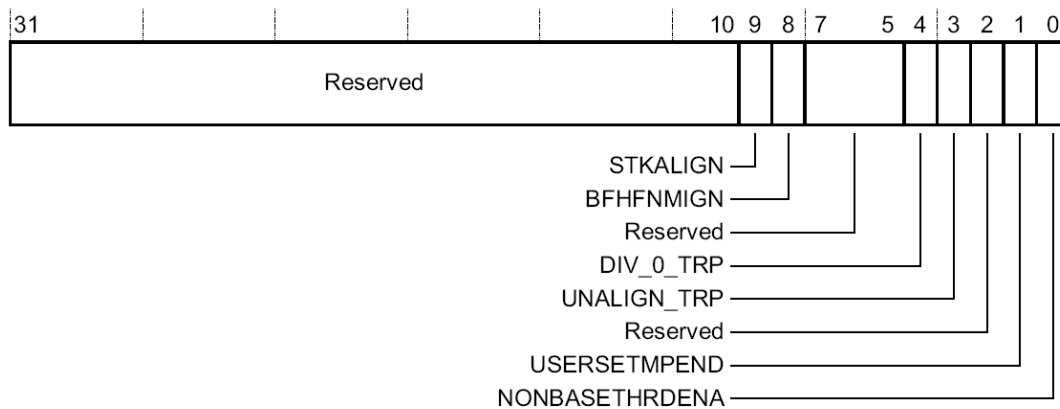 31 10 9 8 7 5 4 3 2 1 0
Reserved
STKALIGN
BFHFNMIGN
Reserved
DIV_0_TRP
UNALIGN_TRP
Reserved
USERSETMPEND
NONBASETHRDENA